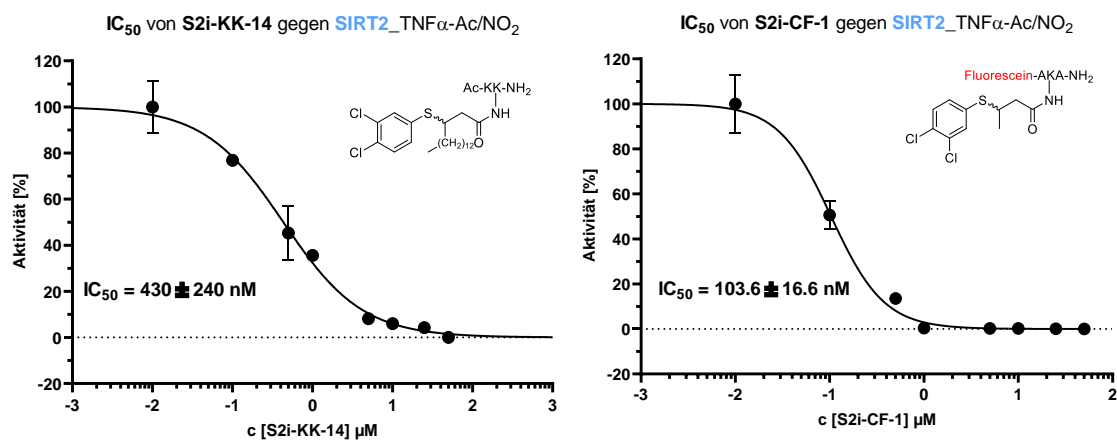 IC50 von S2i-KK-14 gegen SIRT2_TNFα-Ac/NO2
120
100
80
60
40
20
0
-20
-3
-2
-1
0
1
2
3
Aktivität [%]
c [S2i-KK-14] µM
IC50 = 430 ± 240 nM
Ac-KK-NH2
NH
S
Cl
Cl
(CH2)12
O
IC50 von S2i-CF-1 gegen SIRT2_TNFα-Ac/NO2
120
100
80
60
40
20
0
-20
-3
-2
-1
0
1
2
Aktivität [%]
c [S2i-CF-1] µM
IC50 = 103.6 ± 16.6 nM
Fluorescein-AKA-NH2
NH
S
O
Cl
Cl